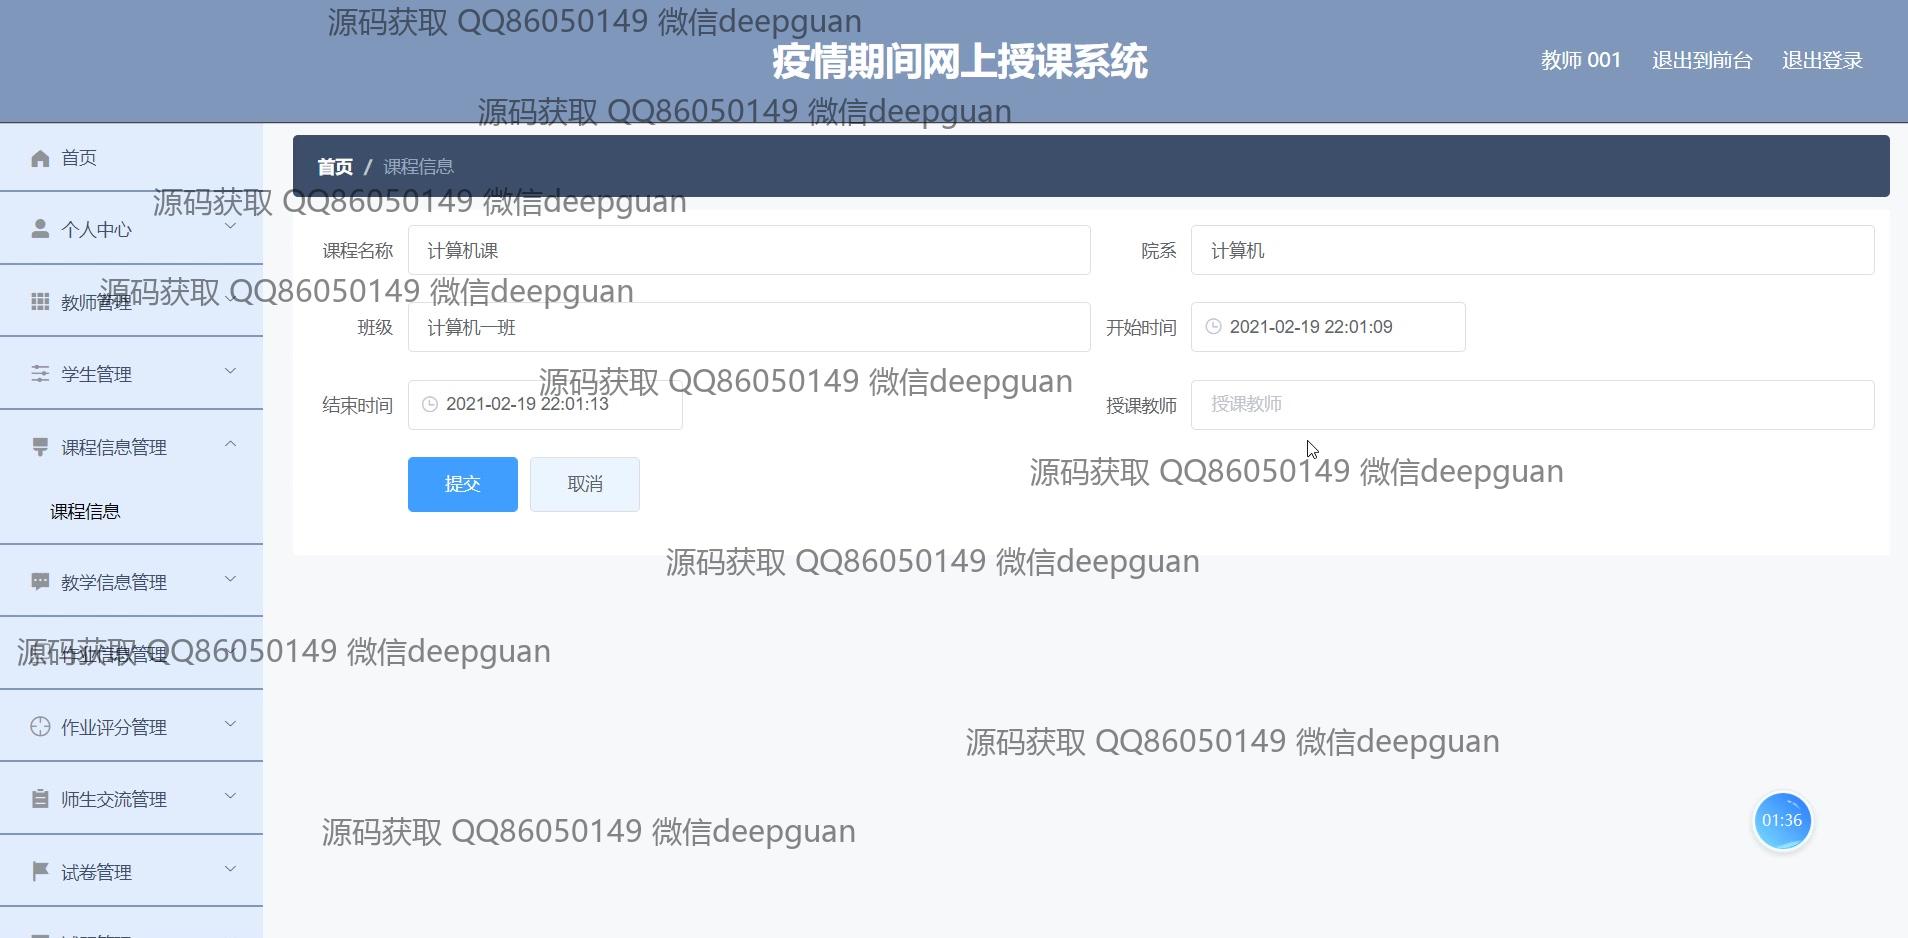 源码获取 QQ86050149 微信deepguan
疫情期间网上授课系统
教师 001 退出到前台 退出登录
源码获取 QQ86050149 微信deepguan
首页
首页 / 课程信息
源码获取 QQ86050149 微信deepguan
个人中心
课程名称 计算机课 院系 计算机
源码获取 QQ86050149 微信deepguan
教师管理
班级 计算机一班 开始时间 2021-02-19 22:01:09
学生管理
源码获取 QQ86050149 微信deepguan
结束时间 2021-02-19 22:01:13 授课教师 授课教师
课程信息管理
源码获取 QQ86050149 微信deepguan
提交 取消
课程信息
源码获取 QQ86050149 微信deepguan
教学信息管理
源码获取 QQ86050149 微信deepguan
作业信息管理
作业评分管理
源码获取 QQ86050149 微信deepguan
师生交流管理
01:36
源码获取 QQ86050149 微信deepguan
试卷管理